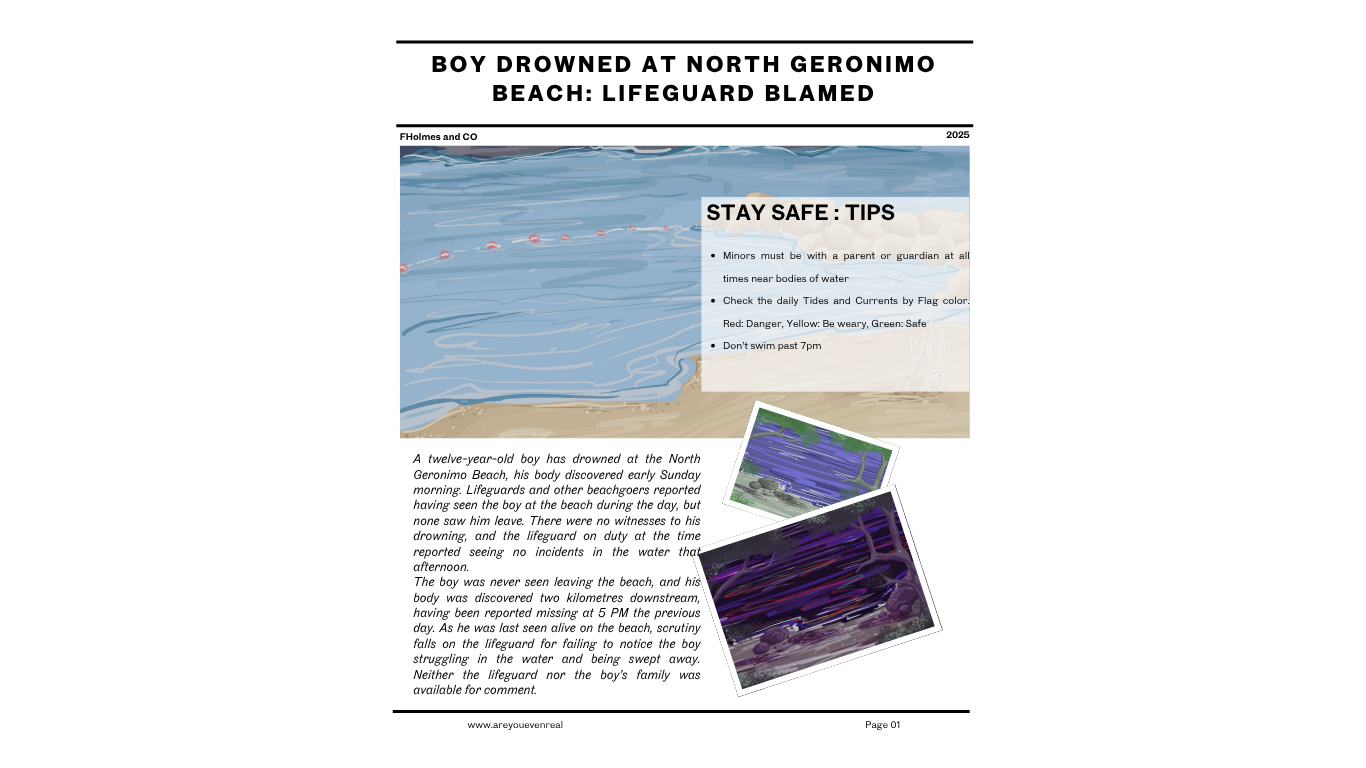 BOY DROWNED AT NORTH GERONIMO
BEACH: LIFEGUARD BLAMED
FHolmes and CO
2025
STAY SAFE : TIPS
• Minors must be with a parent or guardian at all
times near bodies of water
• Check the daily Tides and Currents by Flag color.
Red: Danger, Yellow: Be weary, Green: Safe
• Don't swim past 7pm
A twelve-year-old boy has drowned at the North
Geronimo Beach, his body discovered early Sunday
morning. Lifeguards and other beachgoers reported
having seen the boy at the beach during the day, but
none saw him leave. There were no witnesses to his
drowning, and the lifeguard on duty at the time
reported seeing no incidents in the water that
afternoon.
The boy was never seen leaving the beach, and his
body was discovered two kilometres downstream,
having been reported missing at 5 PM the previous
day. As he was last seen alive on the beach, scrutiny
falls on the lifeguard for failing to notice the boy
struggling in the water and being swept away.
Neither the lifeguard nor the boy's family was
available for comment.
www.areyouevenreal
Page 01